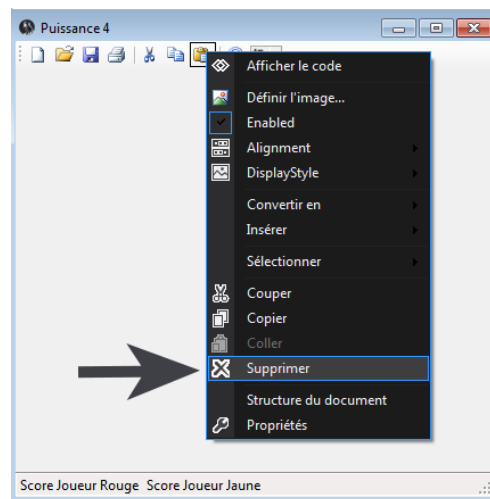 Puissance 4
Afficher le code
Définir l'image...
Enabled
Alignment
DisplayStyle
Convertir en
Insérer
Sélectionner
Couper
Copier
Coller
Supprimer
Structure du document
Propriétés
Score Joueur Rouge Score Joueur Jaune